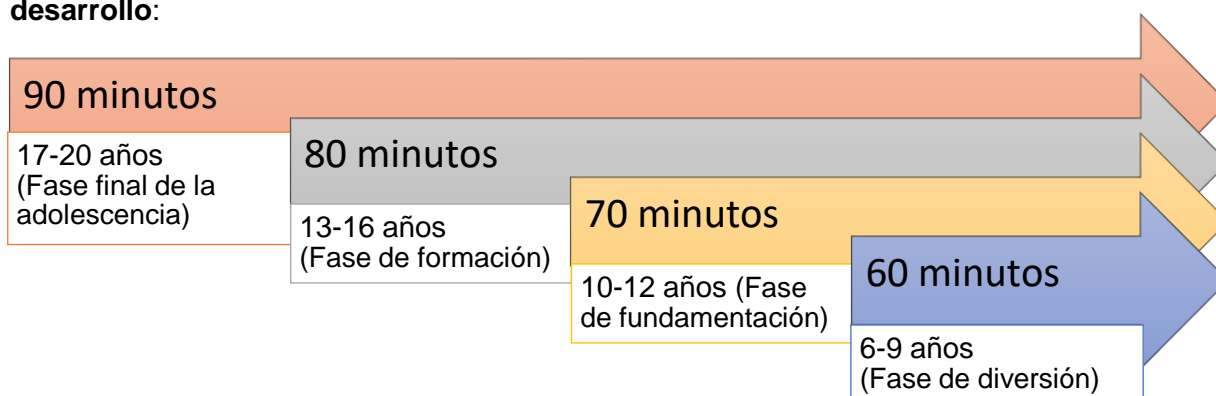 desarrollo:
90 minutos
17-20 años
(Fase final de la
adolescencia)
80 minutos
13-16 años
(Fase de formación)
70 minutos
10-12 años (Fase
de fundamentación)
60 minutos
6-9 años
(Fase de diversión)